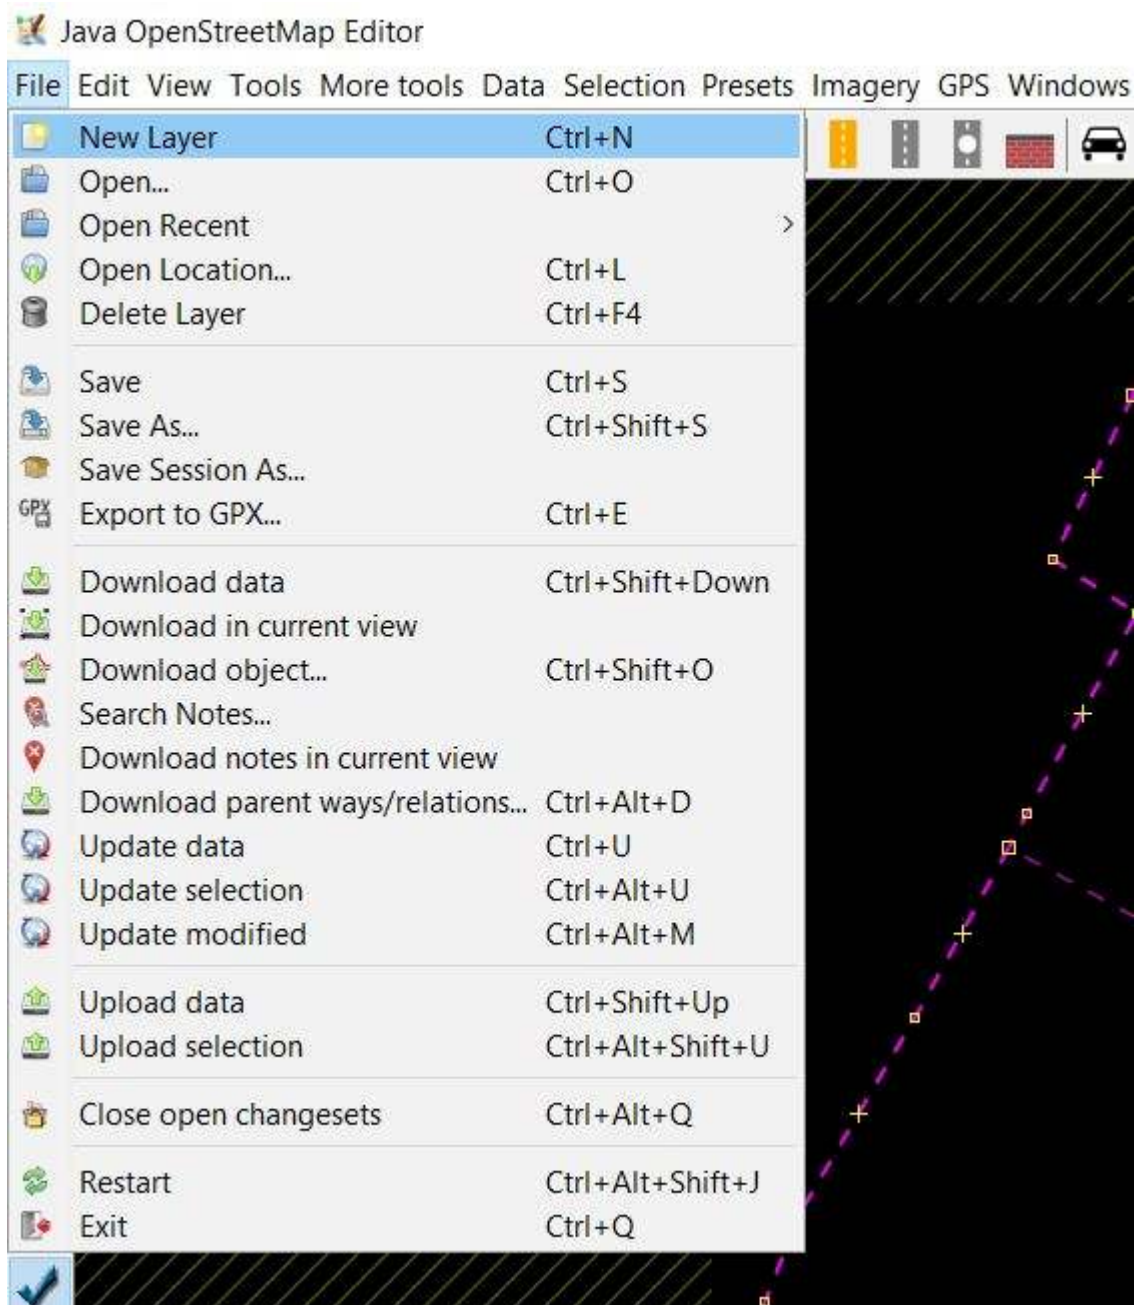 Java OpenStreetMap Editor
File Edit View Tools More tools Data Selection Presets Imagery GPS Windows
New Layer Ctrl+N
Open... Ctrl+O
Open Recent
Open Location... Ctrl+L
Delete Layer Ctrl+F4
Save Ctrl+S
Save As... Ctrl+Shift+S
Save Session As...
GPX Export to GPX... Ctrl+E
Download data Ctrl+Shift+Down
Download in current view
Download object... Ctrl+Shift+O
Search Notes...
Download notes in current view
Download parent ways/relations... Ctrl+Alt+D
Update data Ctrl+U
Update selection Ctrl+Alt+U
Update modified Ctrl+Alt+M
Upload data Ctrl+Shift+Up
Upload selection Ctrl+Alt+Shift+U
Close open changesets Ctrl+Alt+Q
Restart Ctrl+Alt+Shift+J
Exit Ctrl+Q